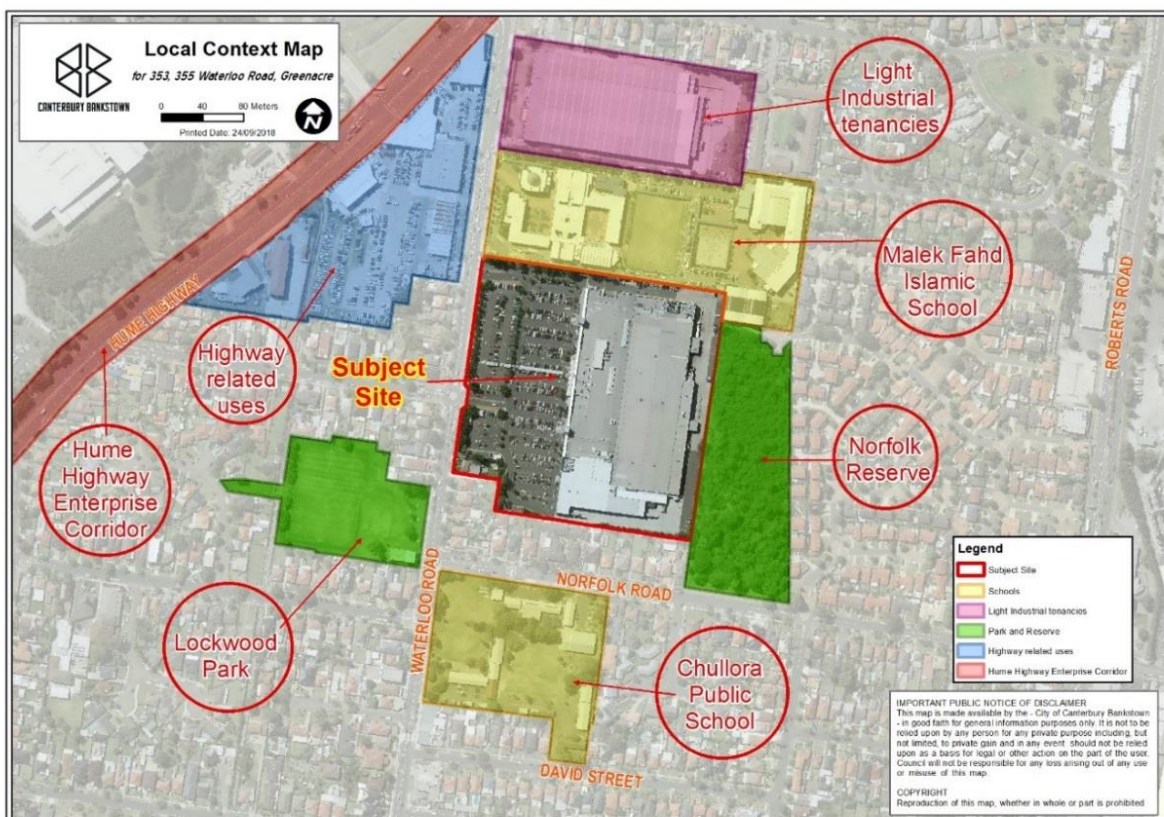 Local Context Map
for 353, 355 Waterloo Road, Greenacre
CANTERBURY BANKSTOWN
0 40 80 Meters
N
Printed Date: 24/09/2018
Light
Industrial
tenancies
Malek Fahd
Islamic
School
ROBERTS ROAD
HUME HIGHWAY
Highway
related
uses
Subject
Site
Hume
Highway
Enterprise
Corridor
Norfolk
Reserve
Lockwood
Park
WATERLOO ROAD
NORFOLK ROAD
Chullora
Public
School
DAVID STREET
Legend
Subject Site
Schools
Light Industrial tenancies
Park and Reserve
Highway related uses
Hume Highway Enterprise Corridor
IMPORTANT PUBLIC NOTICE OF DISCLAIMER
This map is made available by the - City of Canterbury Bankstown
- in good faith for general information purposes only. It is not to be
relied upon by any person for any private purpose including, but
not limited, to private gain and in any event should not be relied
upon as a basis for legal or other action on the part of the user.
Council will not be responsible for any loss arising out of any use
or misuse of this map.
COPYRIGHT
Reproduction of this map, whether in whole or part is prohibited